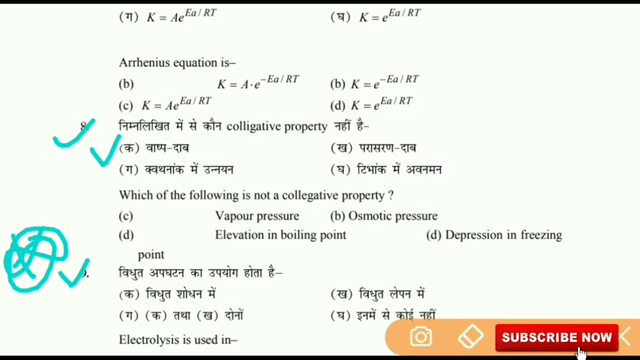 (ग) K = Ae^{Ea/RT} (घ) K = e^{Ea/RT}
Arrhenius equation is–
(b) K = A·e^{−Ea/RT} (b) K = e^{−Ea/RT}
(c) K = Ae^{Ea/RT} (d) K = e^{Ea/RT}
8. निम्नलिखित में से कौन colligative property नहीं है-
(क) वाष्प-दाब (ख) परासरण-दाब
(ग) क्वथनांक में उन्नयन (घ) टिभांक में अवनमन
Which of the following is not a collegative property ?
(c) Vapour pressure (b) Osmotic pressure
(d) Elevation in boiling point (d) Depression in freezing
point
9. विधुत अपघटन का उपयोग होता है-
(क) विधुत शोधन में (ख) विधुत लेपन में
(ग) (क) तथा (ख) दोनों (घ) इनमें से कोई नहीं
Electrolysis is used in–
SUBSCRIBE NOW